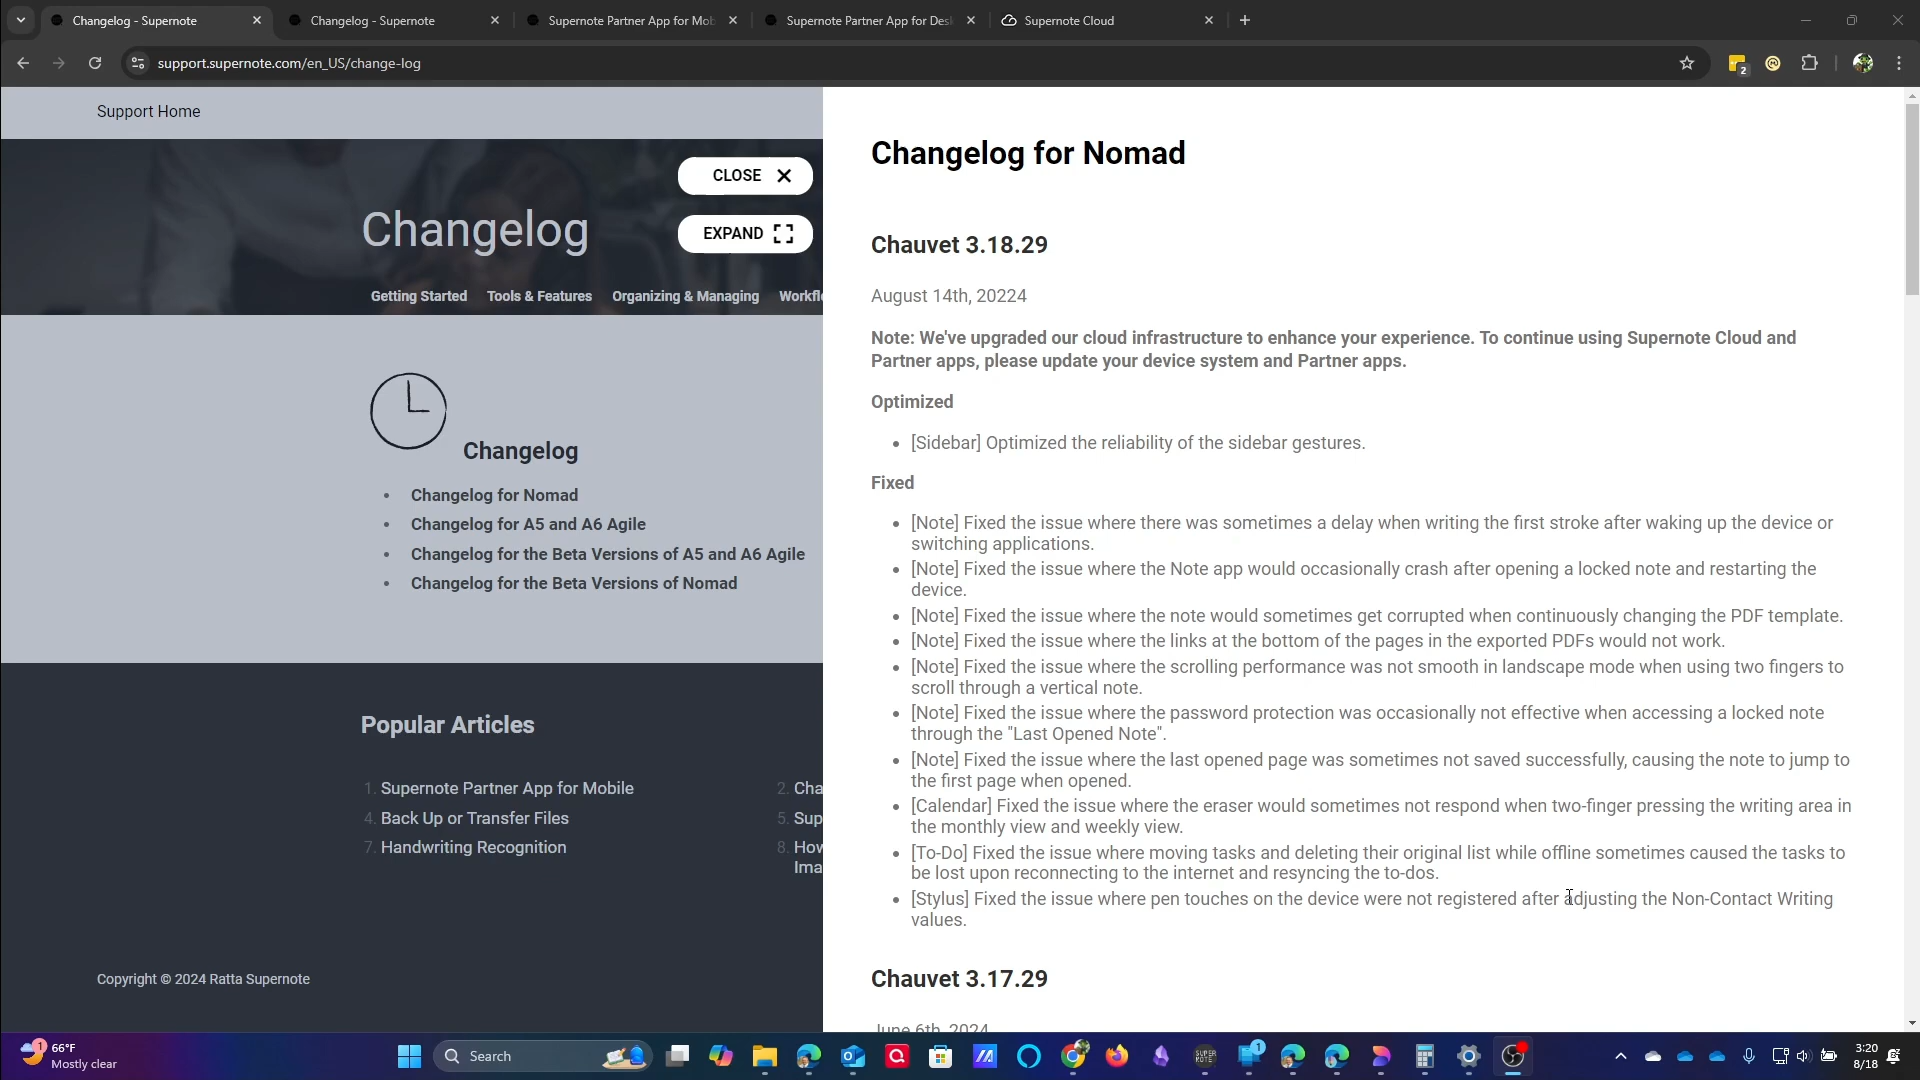 Changelog - Supernote
Changelog - Supernote
Supernote Partner App for Mob
Supernote Partner App for Des
Supernote Cloud
support.supernote.com/en_US/change-log
2
Support Home
CLOSE
EXPAND
Changelog
Getting Started Tools & Features Organizing & Managing Workfl
Changelog
• Changelog for Nomad
• Changelog for A5 and A6 Agile
• Changelog for the Beta Versions of A5 and A6 Agile
• Changelog for the Beta Versions of Nomad
Popular Articles
1. Supernote Partner App for Mobile
2. Cha
4. Back Up or Transfer Files
5. Sup
7. Handwriting Recognition
8. How
Ima
Copyright © 2024 Ratta Supernote
Changelog for Nomad
Chauvet 3.18.29
August 14th, 20224
Note: We've upgraded our cloud infrastructure to enhance your experience. To continue using Supernote Cloud and
Partner apps, please update your device system and Partner apps.
Optimized
• [Sidebar] Optimized the reliability of the sidebar gestures.
Fixed
• [Note] Fixed the issue where there was sometimes a delay when writing the first stroke after waking up the device or
switching applications.
• [Note] Fixed the issue where the Note app would occasionally crash after opening a locked note and restarting the
device.
• [Note] Fixed the issue where the note would sometimes get corrupted when continuously changing the PDF template.
• [Note] Fixed the issue where the links at the bottom of the pages in the exported PDFs would not work.
• [Note] Fixed the issue where the scrolling performance was not smooth in landscape mode when using two fingers to
scroll through a vertical note.
• [Note] Fixed the issue where the password protection was occasionally not effective when accessing a locked note
through the "Last Opened Note".
• [Note] Fixed the issue where the last opened page was sometimes not saved successfully, causing the note to jump to
the first page when opened.
• [Calendar] Fixed the issue where the eraser would sometimes not respond when two-finger pressing the writing area in
the monthly view and weekly view.
• [To-Do] Fixed the issue where moving tasks and deleting their original list while offline sometimes caused the tasks to
be lost upon reconnecting to the internet and resyncing the to-dos.
• [Stylus] Fixed the issue where pen touches on the device were not registered after adjusting the Non-Contact Writing
values.
Chauvet 3.17.29
June 6th, 2024
1
66°F
Mostly clear
Search
SUPER
NOTE
1
3:20
8/18